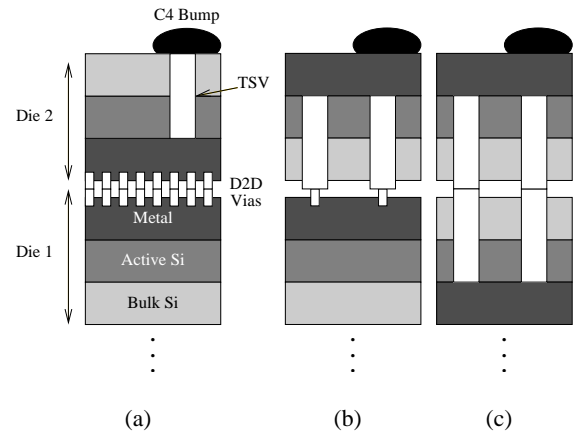 C4 Bump
TSV
Die 2
D2D
Vias
Metal
Die 1
Active Si
Bulk Si
(a)
(b)
(c)